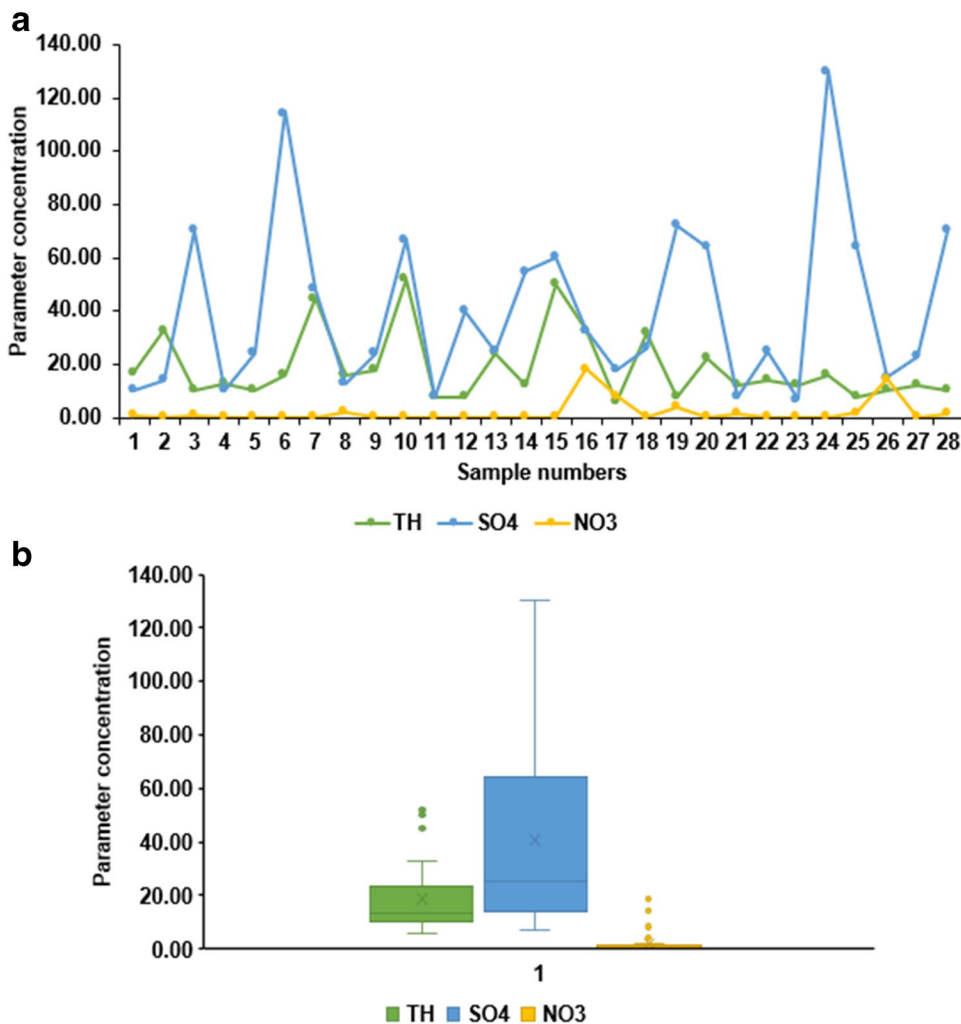 a
140.00
120.00
100.00
80.00
60.00
40.00
20.00
0.00
Parameter concentration
1 2 3 4 5 6 7 8 9 10 11 12 13 14 15 16 17 18 19 20 21 22 23 24 25 26 27 28
Sample numbers
TH SO4 NO3
b
140.00
120.00
100.00
80.00
60.00
40.00
20.00
0.00
Parameter concentration
1
TH SO4 NO3